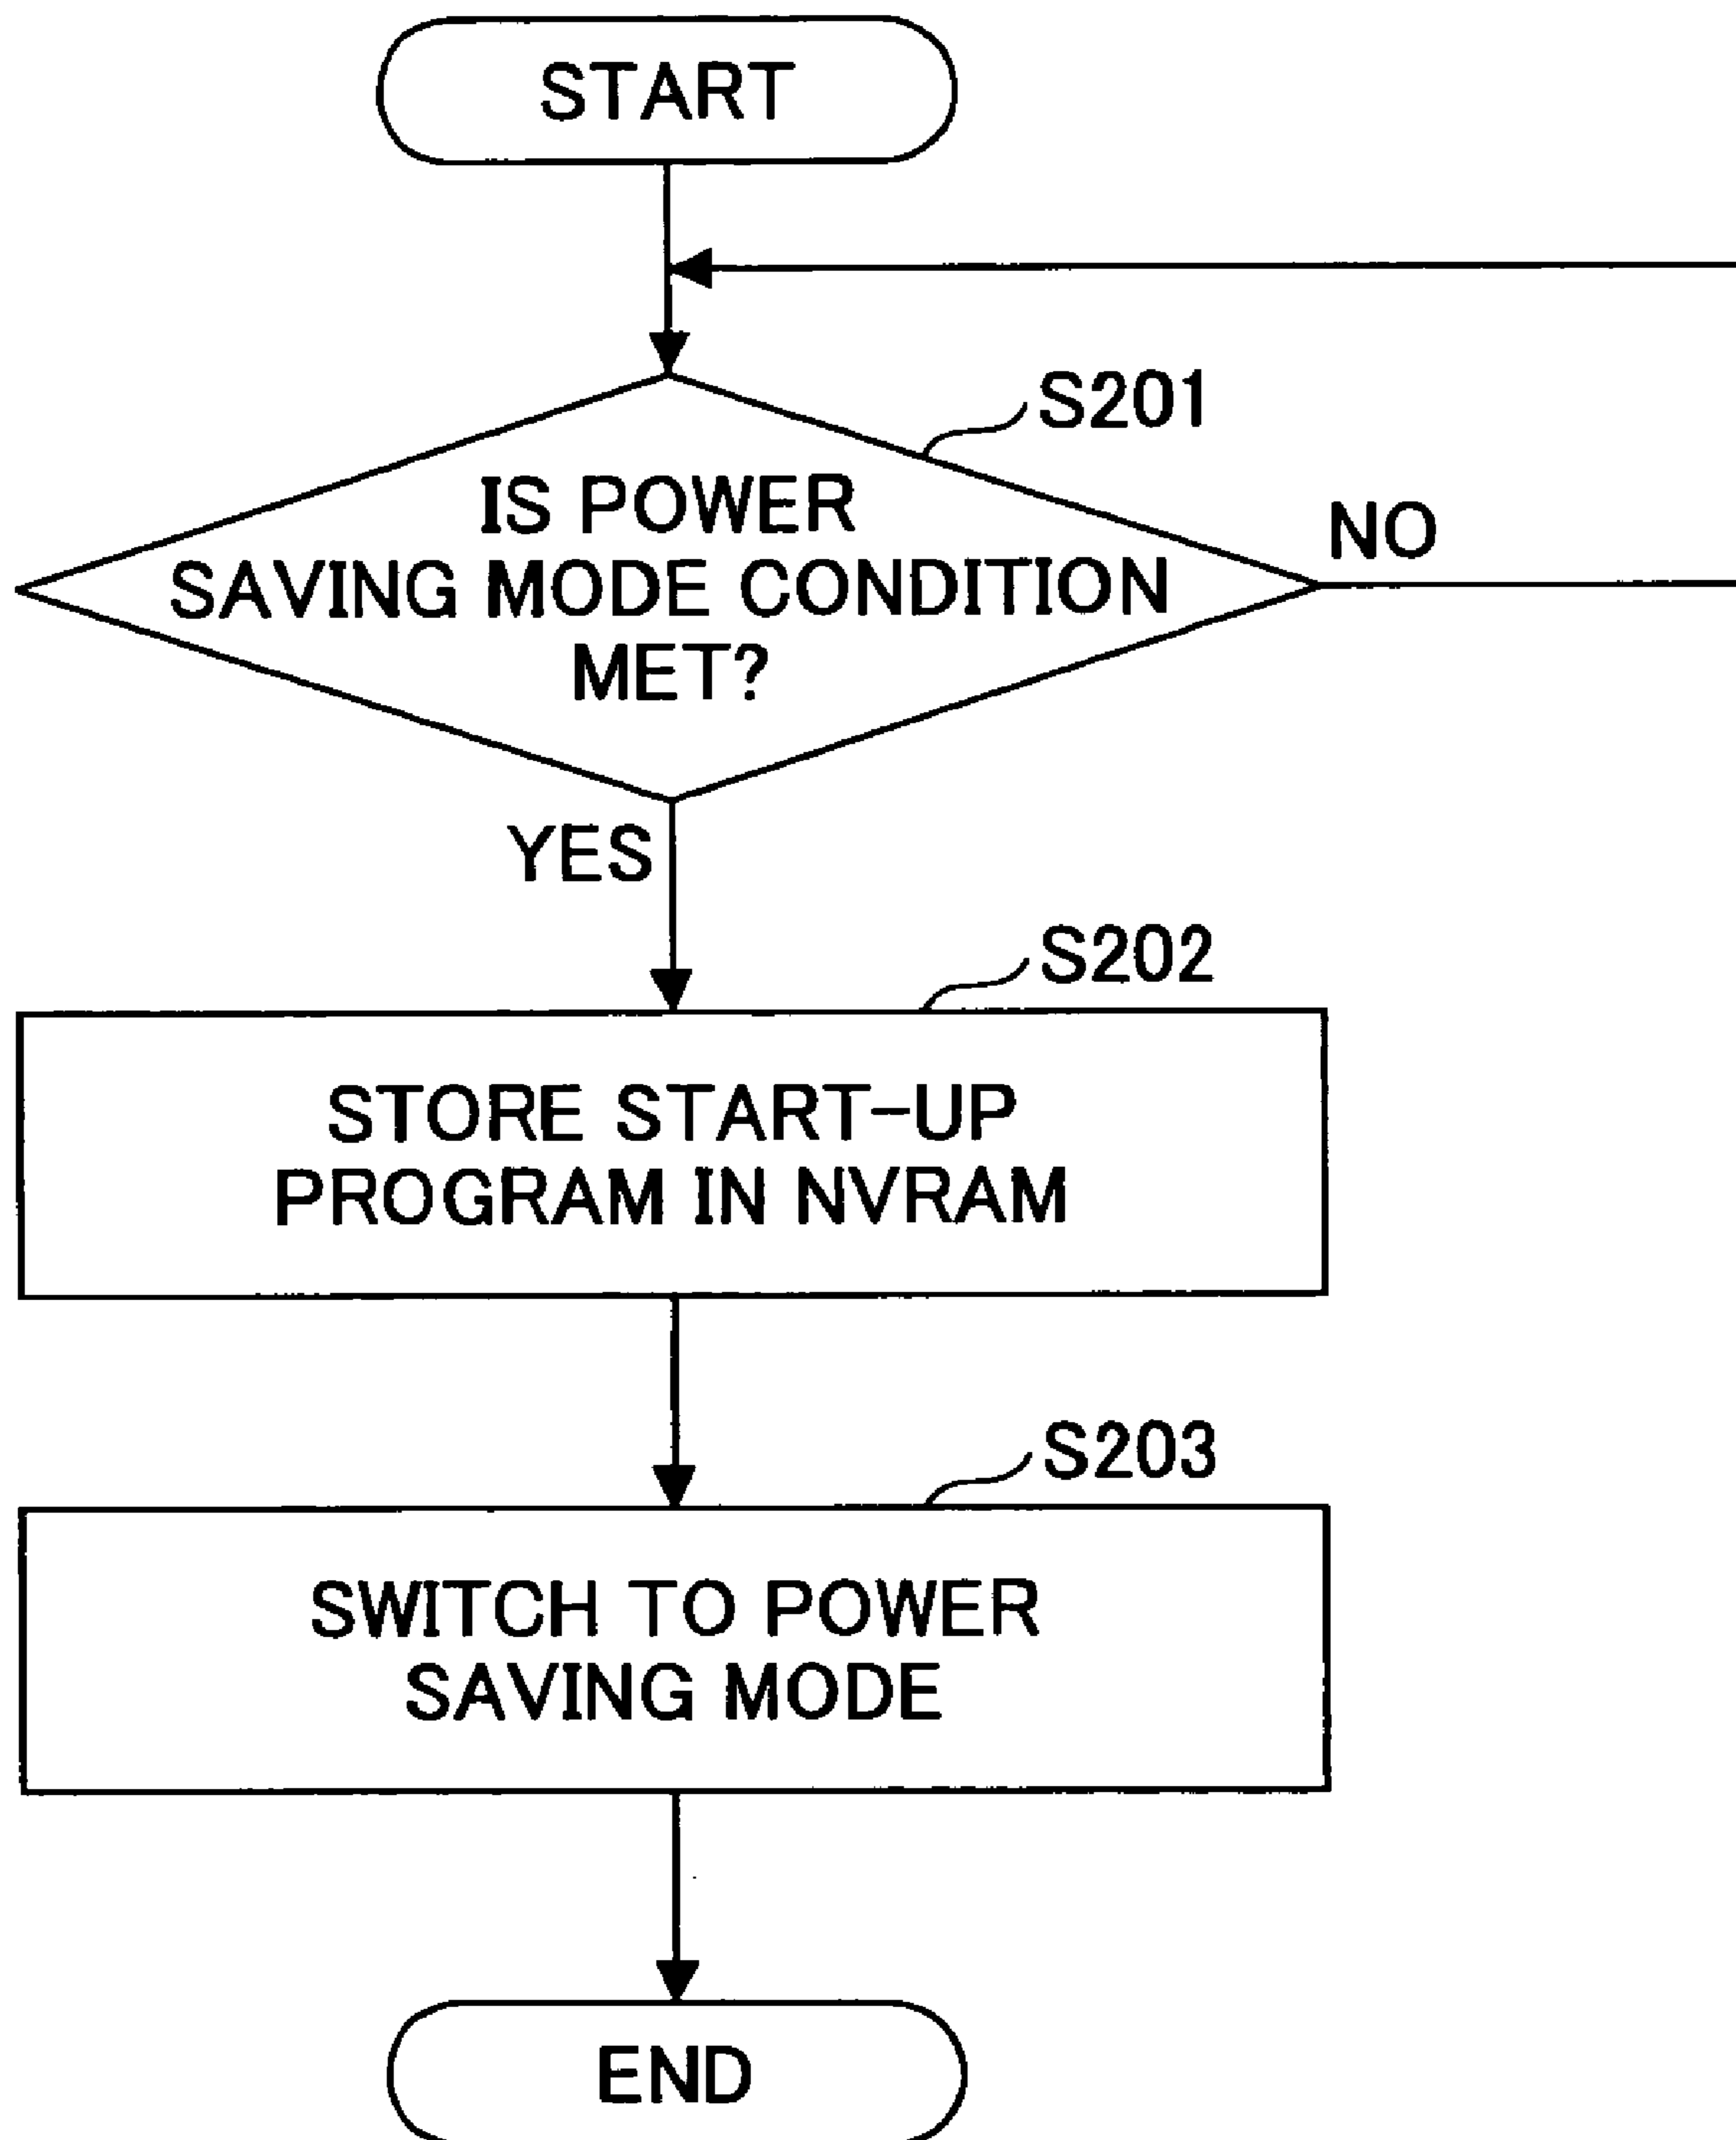 START
S201
IS POWER
SAVING MODE CONDITION
MET?
NO
YES
S202
STORE START-UP
PROGRAM IN NVRAM
S203
SWITCH TO POWER
SAVING MODE
END